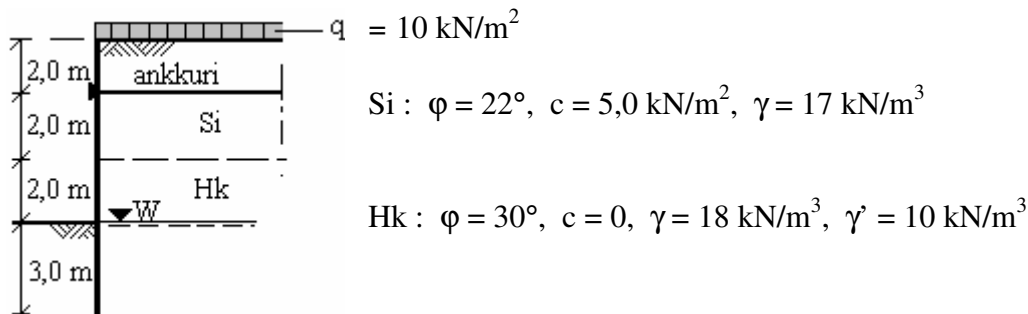 q = 10 kN/m²
2,0 m ankkuri
Si : φ = 22°, c = 5,0 kN/m², γ = 17 kN/m³
2,0 m Si
2,0 m Hk
W
Hk : φ = 30°, c = 0, γ = 18 kN/m³, γ’ = 10 kN/m³
3,0 m